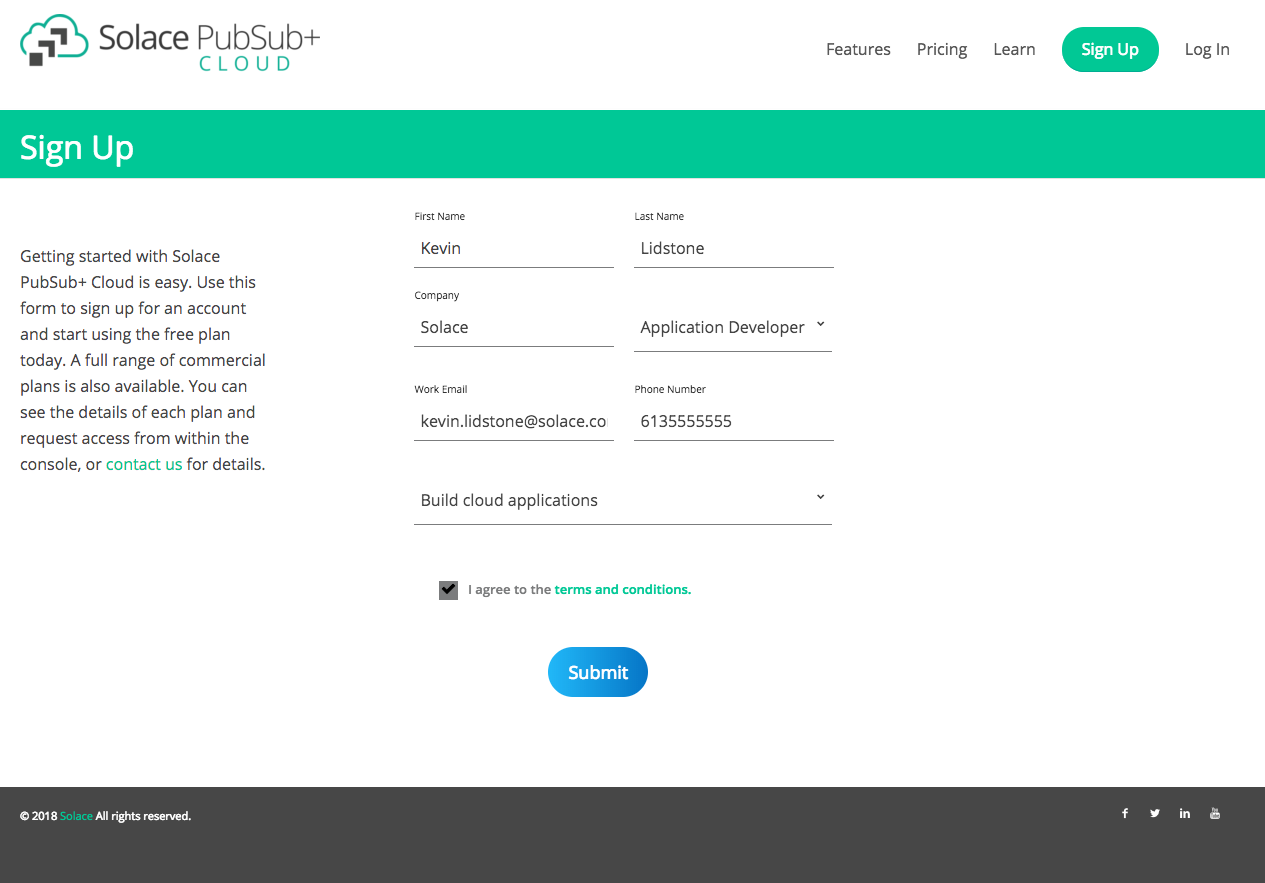 Solace PubSub+
CLOUD
Features Pricing Learn Sign Up Log In
Sign Up
Getting started with Solace
PubSub+ Cloud is easy. Use this
form to sign up for an account
and start using the free plan
today. A full range of commercial
plans is also available. You can
see the details of each plan and
request access from within the
console, or contact us for details.
First Name Last Name
Kevin Lidstone
Company
Solace Application Developer
Work Email Phone Number
kevin.lidstone@solace.co 6135555555
Build cloud applications
I agree to the terms and conditions.
Submit
© 2018 Solace All rights reserved.